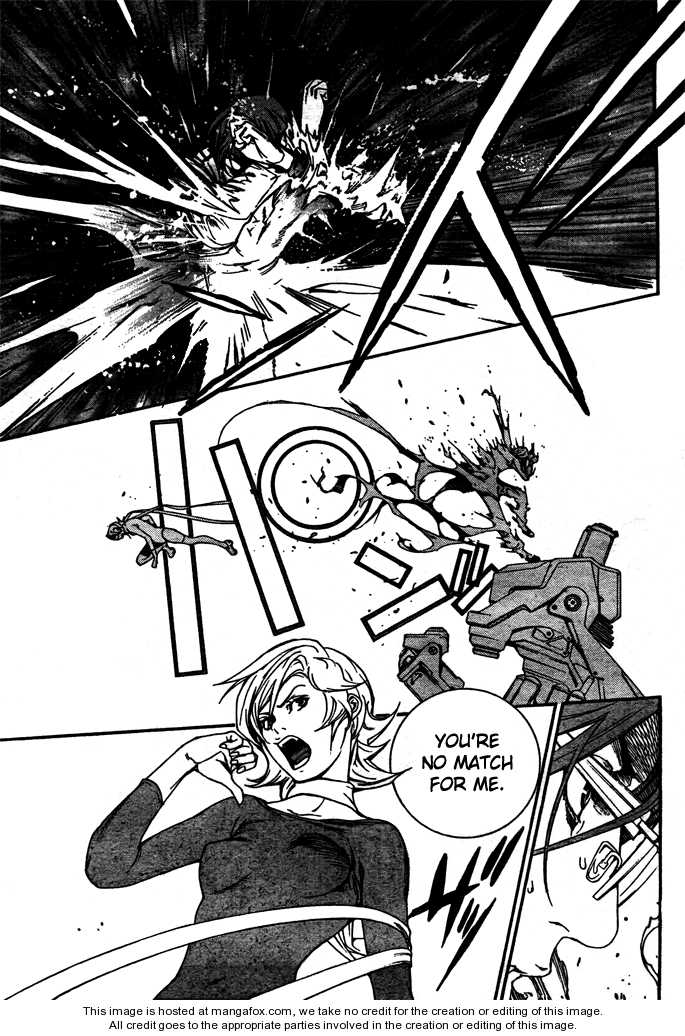 YOU'RE
NO MATCH
FOR ME.
This image is hosted at mangafox.com, we take no credit for the creation or editing of this image.
All credit goes to the appropriate parties involved in the creation or editing of this image.